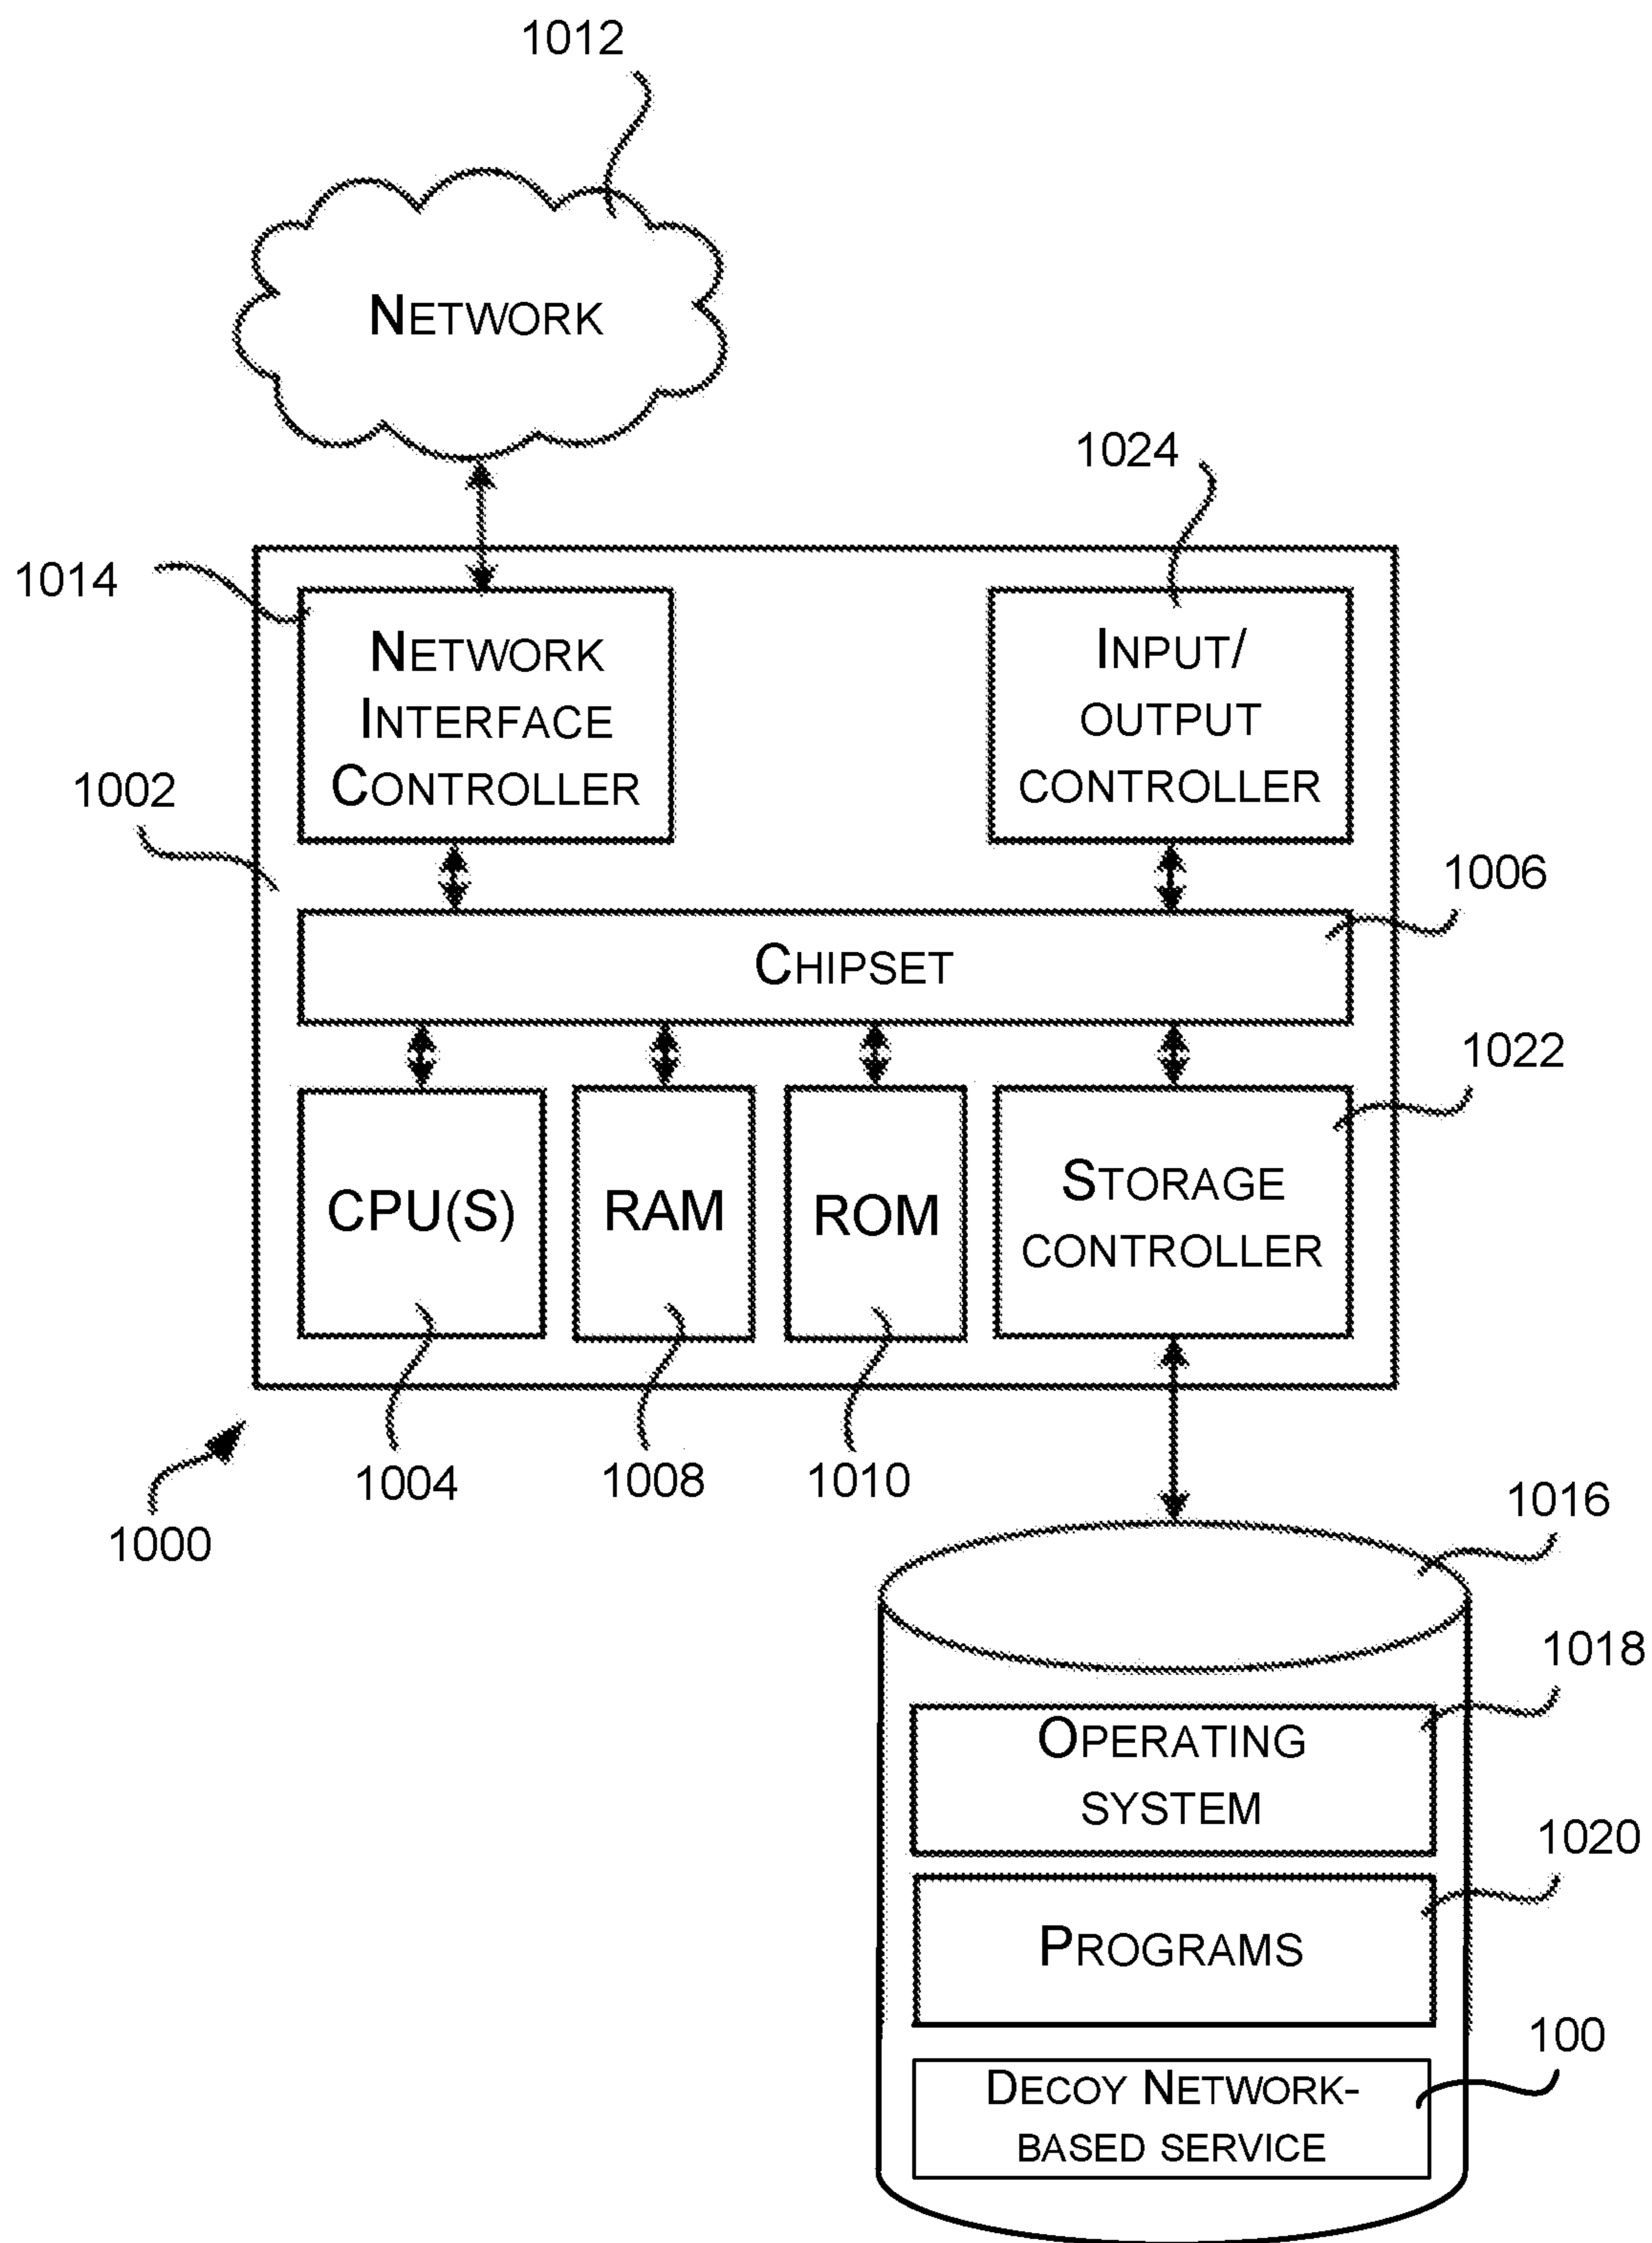 1012
NETWORK
1024
1014
NETWORK
INTERFACE
CONTROLLER
INPUT/
OUTPUT
CONTROLLER
1002
1006
CHIPSET
1022
CPU(S)
RAM
ROM
STORAGE
CONTROLLER
1004
1008
1010
1000
1016
1018
OPERATING
SYSTEM
1020
PROGRAMS
100
DECOY NETWORK-
BASED SERVICE